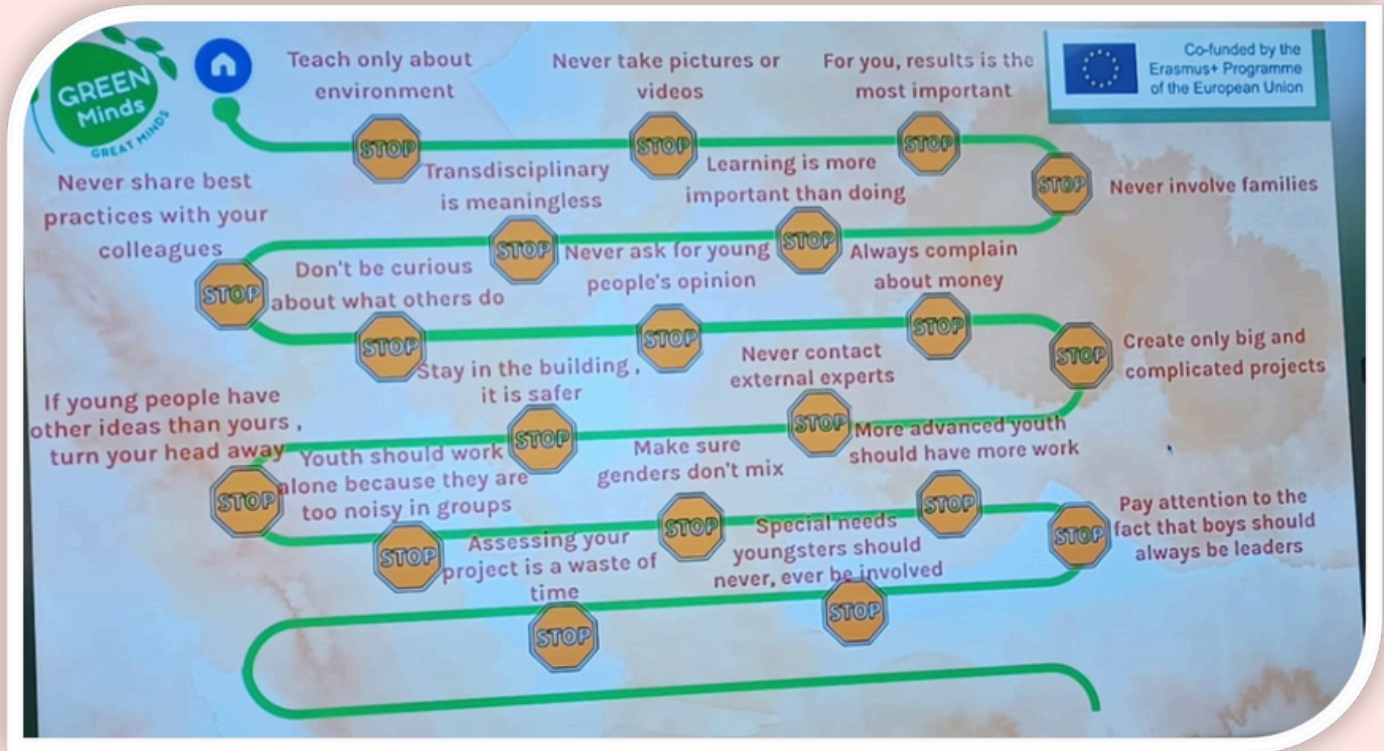 GREEN
Minds
GREAT MINDS
Teach only about
environment
STOP
Never take pictures or
videos
STOP
For you, results is the
most important
STOP
Co-funded by the
Erasmus+ Programme
of the European Union
Never involve families
STOP
Learning is more
important than doing
STOP
Transdisciplinary
is meaningless
STOP
Never share best
practices with your
colleagues
STOP
Don't be curious
about what others do
STOP
Never ask for young
people's opinion
STOP
Always complain
about money
STOP
Create only big and
complicated projects
STOP
Never contact
external experts
STOP
Stay in the building ,
it is safer
STOP
If young people have
other ideas than yours ,
turn your head away
STOP
Youth should work
alone because they are
too noisy in groups
STOP
Make sure
genders don't mix
STOP
More advanced youth
should have more work
STOP
Pay attention to the
fact that boys should
always be leaders
STOP
Special needs
youngsters should
never, ever be involved
STOP
Assessing your
project is a waste of
time
STOP